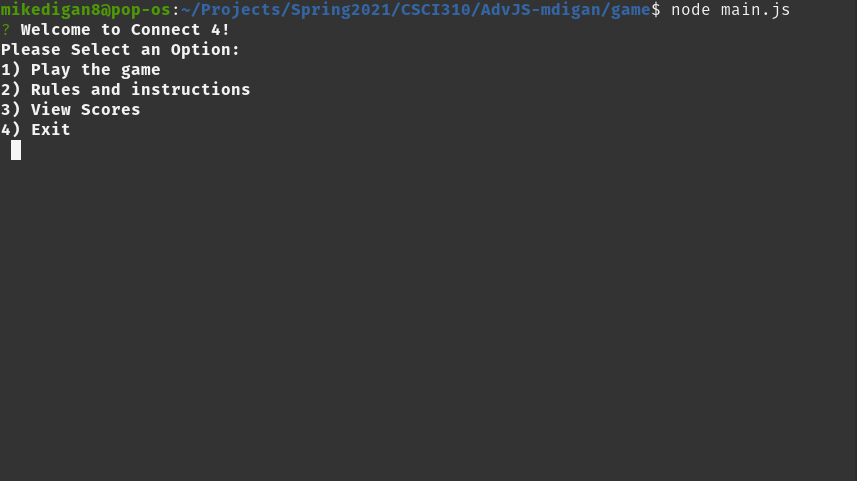 mikedigan8@pop-os:~/Projects/Spring2021/CSCI310/AdvJS-mdigan/game$ node main.js
? Welcome to Connect 4!
Please Select an Option:
1) Play the game
2) Rules and instructions
3) View Scores
4) Exit